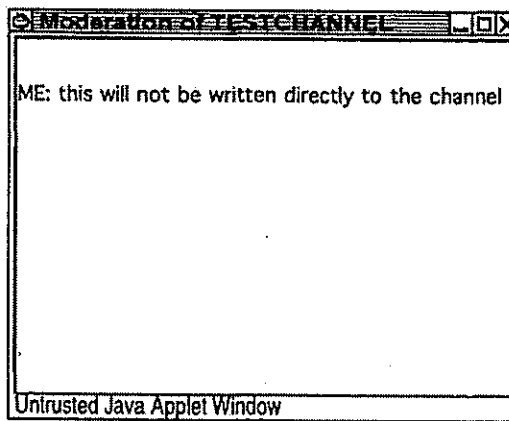 Moderation of TESTCHANNEL
ME: this will not be written directly to the channel
Untrusted Java Applet Window